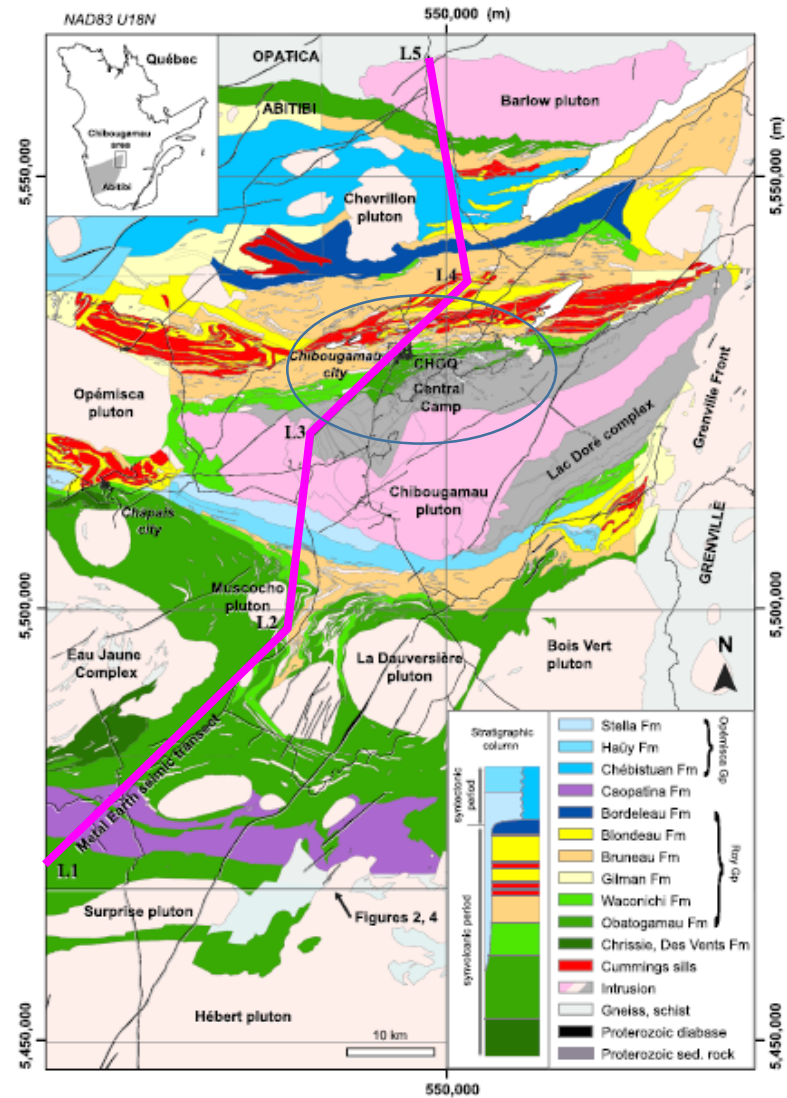 NAD83 U18N
550,000 (m)
Québec
Chibougamau
area
Abitibi
OPATICA
ABITIBI
L5
Barlow pluton
5,550,000
5,550,000 (m)
Chevrillon
pluton
L4
Chibougamau
city
CHGQ
Central
Camp
Opémisca
pluton
L3
Lac Doré complex
Grenville Front
Chibougamau
pluton
Chapais
city
GRENVILLE
Muscocho
pluton
L2
5,500,000
5,500,000
Eau Jaune
Complex
La Dauversière
pluton
Bois Vert
pluton
N
Metal Earth seimic transect
L1
Surprise pluton
Figures 2, 4
Hébert pluton
10 km
5,450,000
5,450,000
550,000
Stratigraphic
column
syntectonic
period
synvolcanic period
Stella Fm
Haüy Fm
Chébistuan Fm
Opémisca Gp
Caopatina Fm
Bordeleau Fm
Blondeau Fm
Bruneau Fm
Gilman Fm
Waconichi Fm
Obatogamau Fm
Roy Gp
Chrissie, Des Vents Fm
Cummings sills
Intrusion
Gneiss, schist
Proterozoic diabase
Proterozoic sed. rock